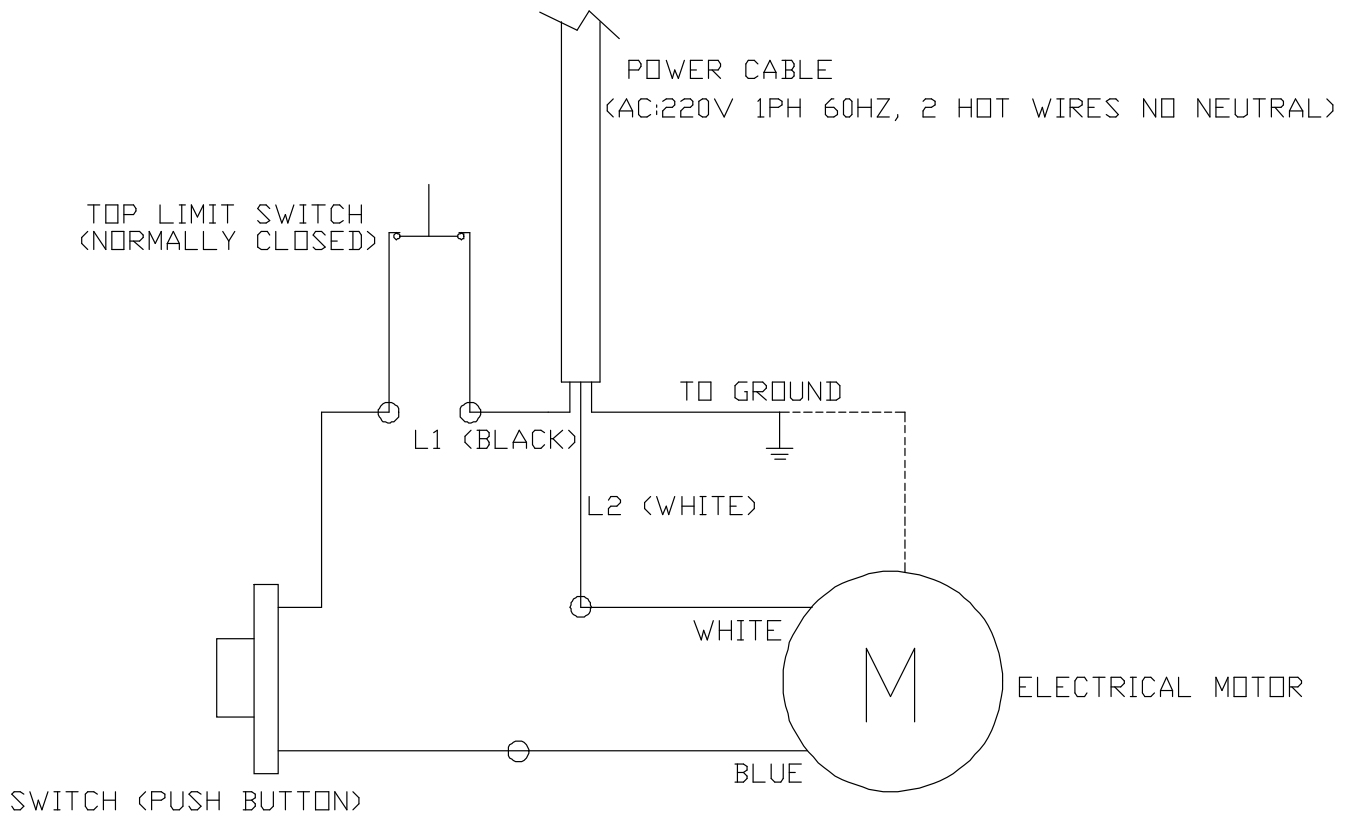 POWER CABLE
(AC:220V 1PH 60HZ, 2 HOT WIRES NO NEUTRAL)
TOP LIMIT SWITCH
(NORMALLY CLOSED)
TO GROUND
L1 (BLACK)
L2 (WHITE)
WHITE
M
ELECTRICAL MOTOR
BLUE
SWITCH (PUSH BUTTON)